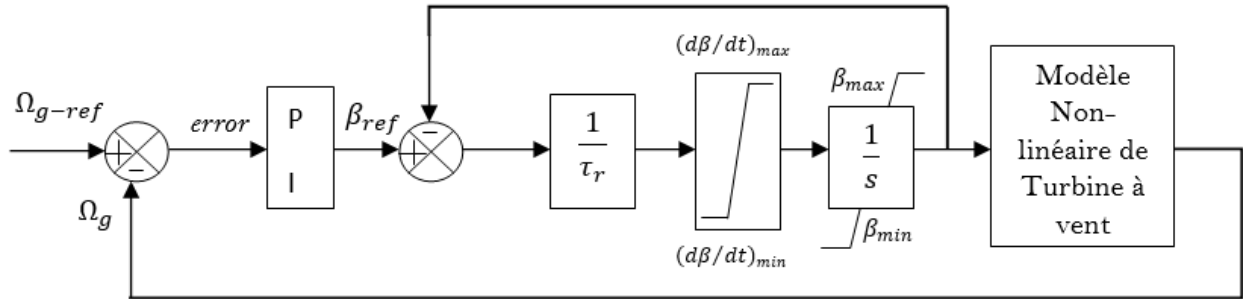 Ω_{g−ref}
error
Ω_g
P
I
β_{ref}
1
τ_r
(dβ/dt)_{max}
(dβ/dt)_{min}
β_{max}
1
s
β_{min}
Modèle
Non-
linéaire de
Turbine à
vent